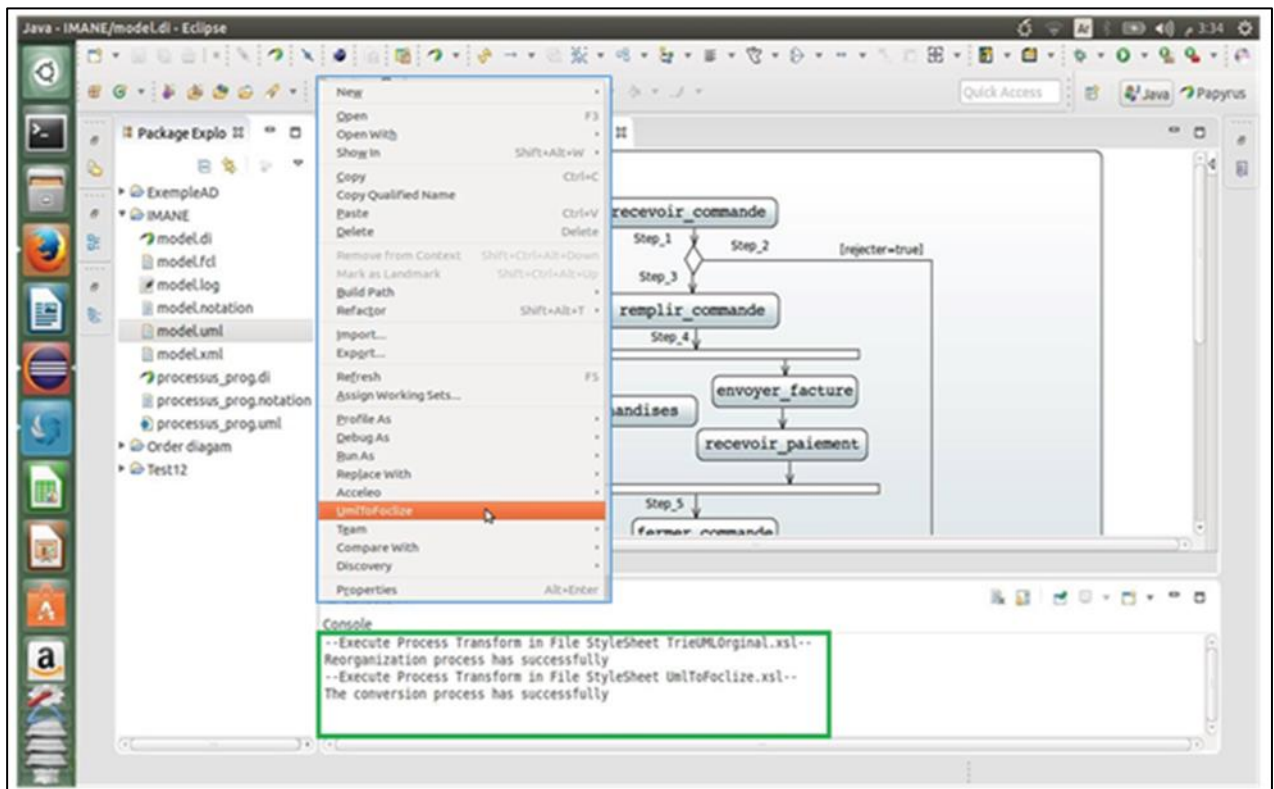 Java - IMANE/model.di - Eclipse
Ar
3:34
Quick Access
Java
Papyrus
Package Explo
ExempleAD
IMANE
model.di
model.fcl
model.log
model.notation
model.uml
model.xml
processus_prog.di
processus_prog.notation
processus_prog.uml
Order diagam
Test12
New
Open F3
Open With
Show In Shift+Alt+W
Copy Ctrl+C
Copy Qualified Name
Paste Ctrl+V
Delete Delete
Remove from Context Shift+Ctrl+Alt+Down
Mark as Landmark Shift+Ctrl+Alt+Up
Build Path
Refactor Shift+Alt+T
Import...
Export...
Refresh F5
Assign Working Sets...
Profile As
Debug As
Run As
Replace With
Acceleo
UmlToFoclize
Team
Compare With
Discovery
Properties Alt+Enter
recevoir_commande
Step_1
Step_2
[rejecter=true]
Step_3
remplir_commande
Step_4
envoyer_facture
andises
recevoir_paiement
Step_5
fermer_commande
Console
--Execute Process Transform in File StyleSheet TrieUMLOrginal.xsl--
Reorganization process has successfully
--Execute Process Transform in File StyleSheet UmlToFoclize.xsl--
The conversion process has successfully